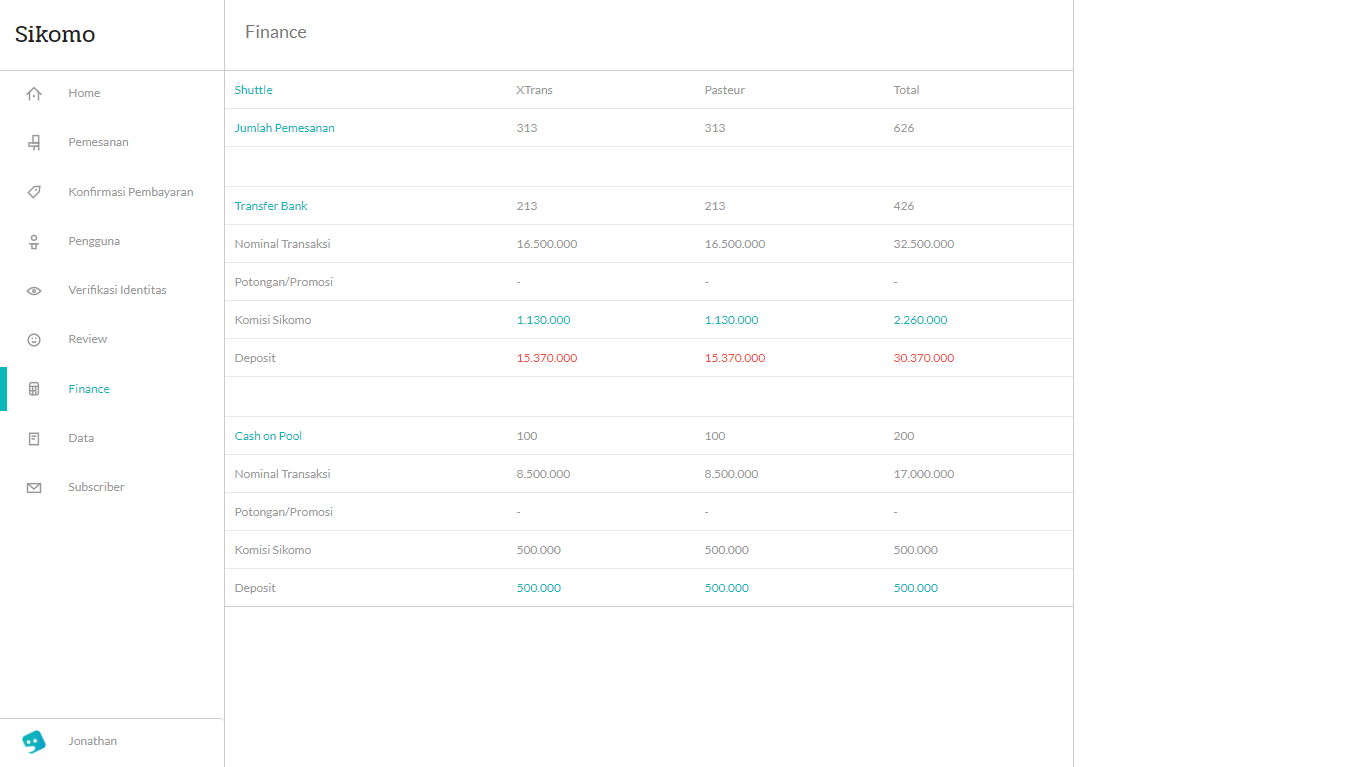 Sikomo
Finance
Home
Pemesanan
Konfirmasi Pembayaran
Pengguna
Verifikasi Identitas
Review
Finance
Data
Subscriber
Jonathan
Shuttle XTrans Pasteur Total
Jumlah Pemesanan 313 313 626
Transfer Bank 213 213 426
Nominal Transaksi 16.500.000 16.500.000 32.500.000
Potongan/Promosi - - -
Komisi Sikomo 1.130.000 1.130.000 2.260.000
Deposit 15.370.000 15.370.000 30.370.000
Cash on Pool 100 100 200
Nominal Transaksi 8.500.000 8.500.000 17.000.000
Potongan/Promosi - - -
Komisi Sikomo 500.000 500.000 500.000
Deposit 500.000 500.000 500.000